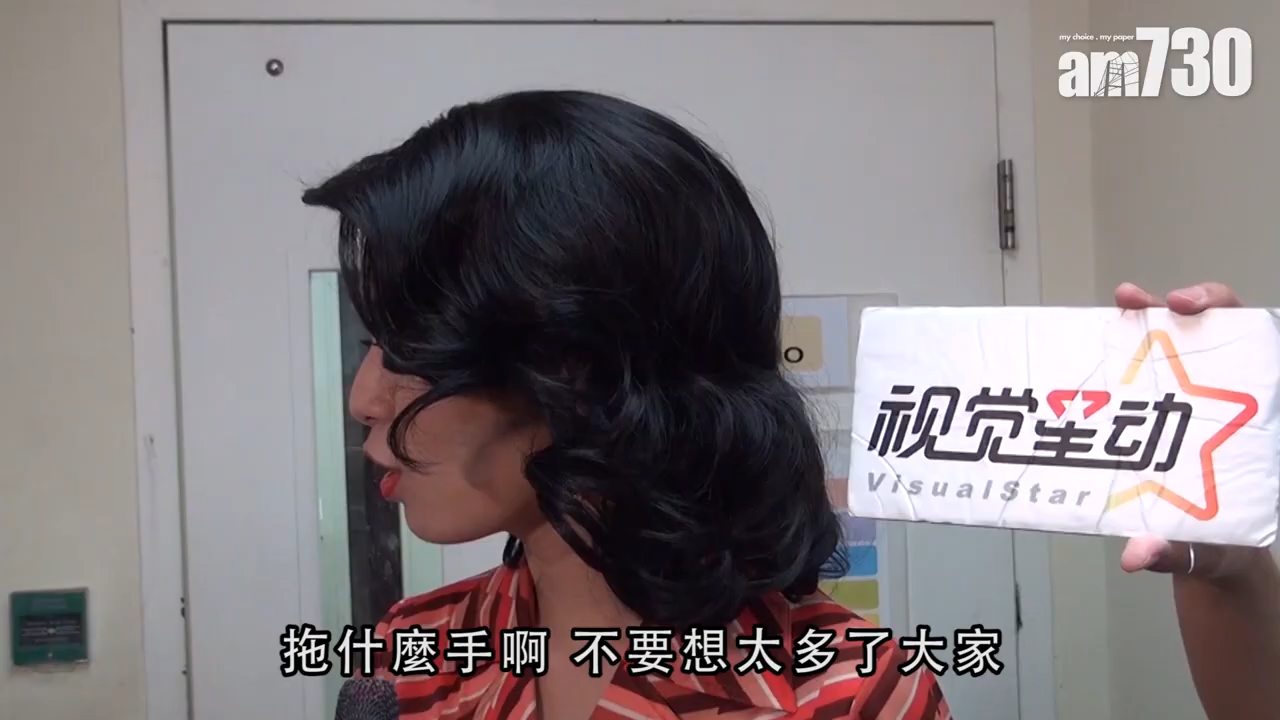 my choice . my paper
am730
O
视觉星动
VisualStar
拖什麼手啊 不要想太多了大家